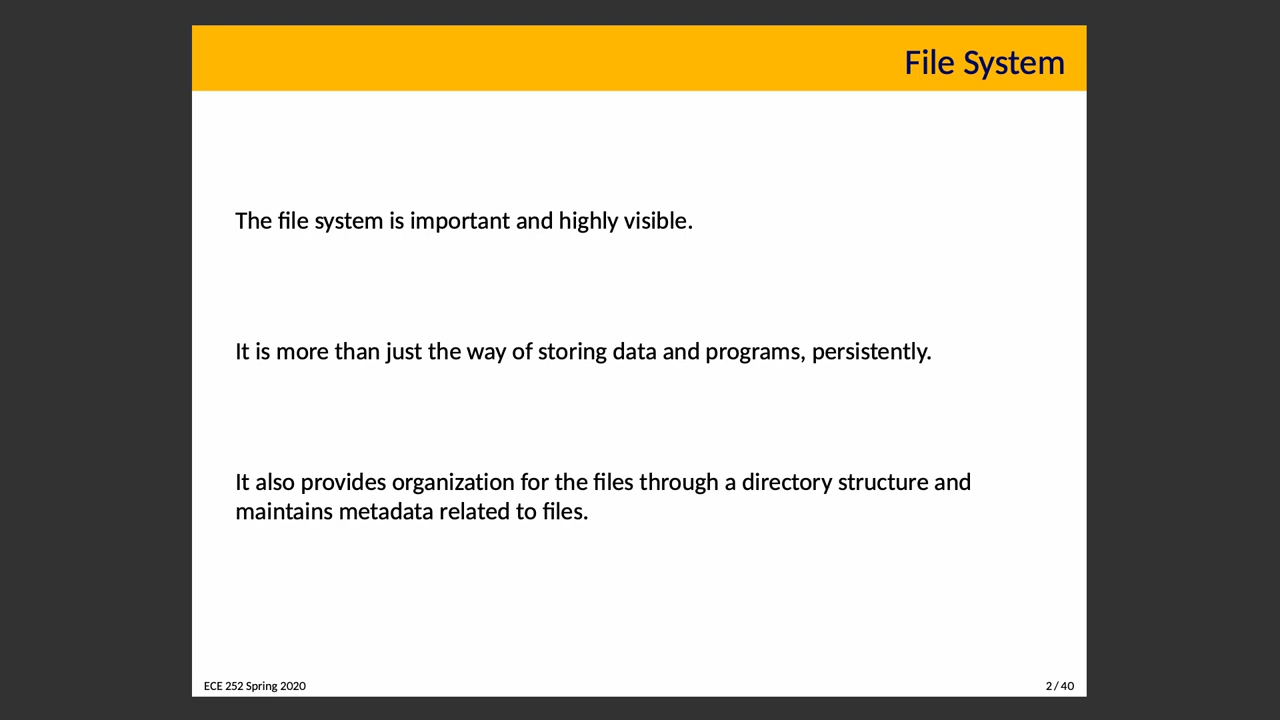 File System
The file system is important and highly visible.
It is more than just the way of storing data and programs, persistently.
It also provides organization for the files through a directory structure and
maintains metadata related to files.
ECE 252 Spring 2020
2 / 40